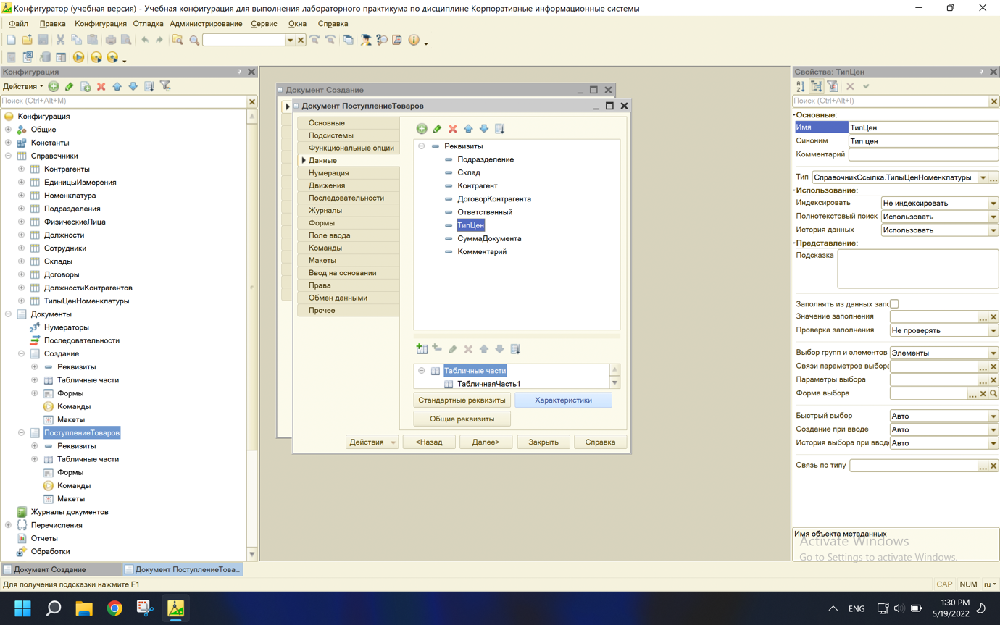 Конфигуратор (учебная версия) - Учебная конфигурация для выполнения лабораторного практикума по дисциплине Корпоративные информационные системы
Файл Правка Конфигурация Отладка Администрирование Сервис Окна Справка
Конфигурация
Действия
Поиск (Ctrl+Alt+M)
Конфигурация
Общие
Константы
Справочники
Контрагенты
ЕдиницыИзмерения
Номенклатура
Подразделения
ФизическиеЛица
Должности
Сотрудники
Склады
Договоры
ДолжностиКонтрагентов
ТипыЦенНоменклатуры
Документы
Нумераторы
Последовательности
Создание
Реквизиты
Табличные части
Формы
Команды
Макеты
ПоступлениеТоваров
Реквизиты
Табличные части
Формы
Команды
Макеты
Журналы документов
Перечисления
Отчеты
Обработки
Документ Создание
Документ ПоступлениеТоваров
Основные
Подсистемы
Функциональные опции
Данные
Нумерация
Движения
Последовательности
Журналы
Формы
Поле ввода
Команды
Макеты
Ввод на основании
Права
Обмен данными
Прочее
Реквизиты
Подразделение
Склад
Контрагент
ДоговорКонтрагента
Ответственный
ТипЦен
СуммаДокумента
Комментарий
Табличные части
ТабличнаяЧасть1
Стандартные реквизиты Характеристики
Общие реквизиты
Действия <Назад Далее> Закрыть Справка
Свойства: ТипЦен
Поиск (Ctrl+Alt+I)
Основные:
Имя ТипЦен
Синоним Тип цен
Комментарий
Тип СправочникСсылка.ТипыЦенНоменклатуры
Использование:
Индексировать Не индексировать
Полнотекстовый поиск Использовать
История данных Использовать
Представление:
Подсказка
Заполнять из данных запо
Значение заполнения
Проверка заполнения Не проверять
Выбор групп и элементов Элементы
Связи параметров выбора
Параметры выбора
Форма выбора
Быстрый выбор Авто
Создание при вводе Авто
История выбора при вводе Авто
Связь по типу
Имя объекта метаданных
Activate Windows
Go to Settings to activate Windows.
Документ Создание Документ ПоступлениеТова...
Для получения подсказки нажмите F1
CAP NUM ru
ENG
1:30 PM
5/19/2022